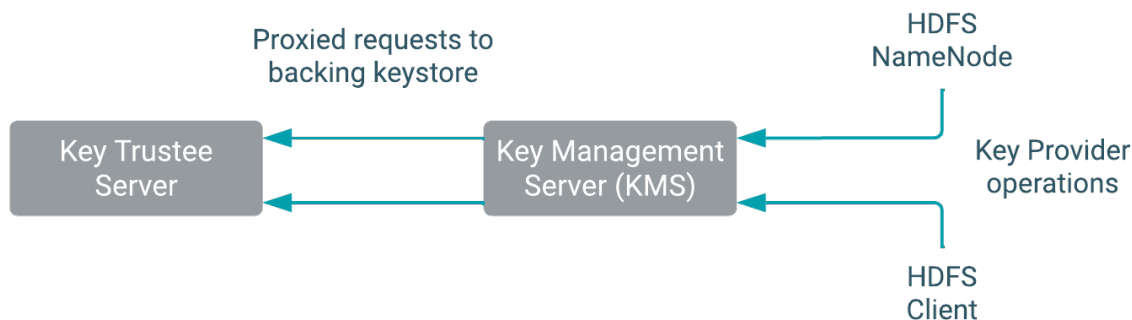 Proxied requests to
backing keystore
HDFS
NameNode
Key Trustee
Server
Key Management
Server (KMS)
Key Provider
operations
HDFS
Client